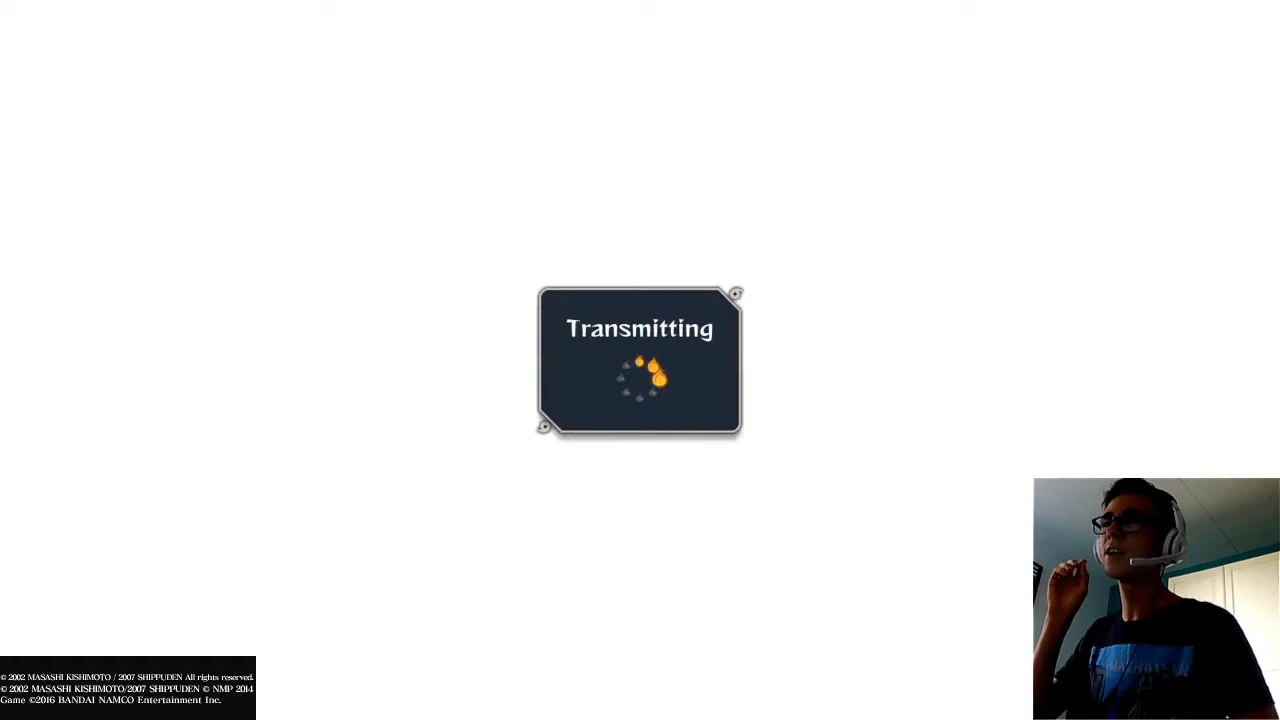 Transmitting
© 2002 MASASHI KISHIMOTO / 2007 SHIPPUDEN All rights reserved.
© 2002 MASASHI KISHIMOTO/2007 SHIPPUDEN © NMP 2014
Game ©2016 BANDAI NAMCO Entertainment Inc.